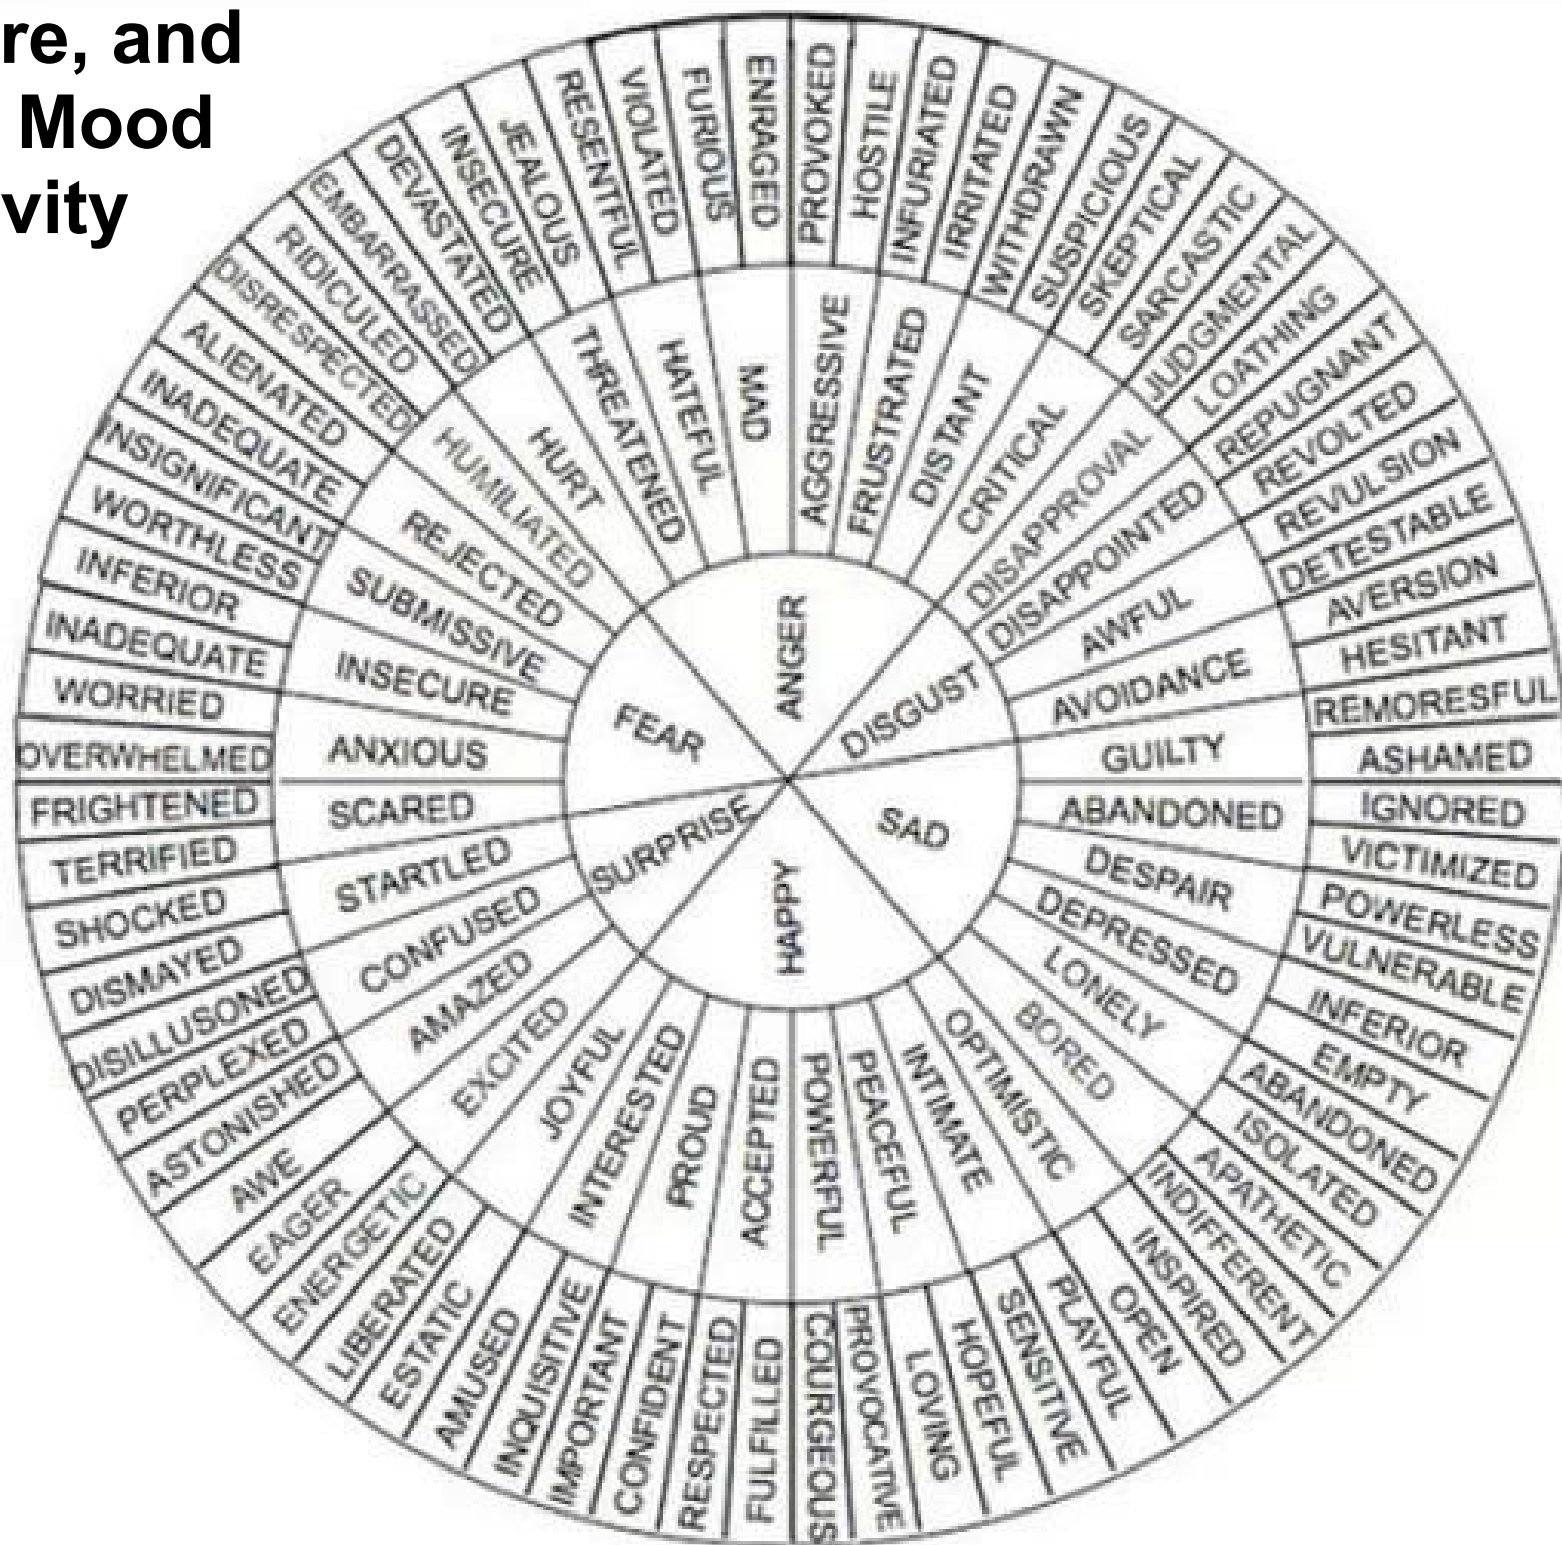 re, and
Mood
vity
ANGER
DISGUST
SAD
HAPPY
SURPRISE
FEAR
MAD
AGGRESSIVE
FRUSTRATED
DISTANT
CRITICAL
DISAPPROVAL
DISAPPOINTED
AWFUL
AVOIDANCE
GUILTY
ABANDONED
DESPAIR
DEPRESSED
LONELY
BORED
OPTIMISTIC
INTIMATE
PEACEFUL
POWERFUL
ACCEPTED
PROUD
INTERESTED
JOYFUL
EXCITED
AMAZED
CONFUSED
STARTLED
SCARED
ANXIOUS
INSECURE
SUBMISSIVE
REJECTED
HUMILIATED
HURT
THREATENED
HATEFUL
ENRAGED
PROVOKED
HOSTILE
INFURIATED
IRRITATED
WITHDRAWN
SUSPICIOUS
SKEPTICAL
SARCASTIC
JUDGMENTAL
LOATHING
REPUGNANT
REVOLTED
REVULSION
DETESTABLE
AVERSION
HESITANT
REMORESFUL
ASHAMED
IGNORED
VICTIMIZED
POWERLESS
VULNERABLE
INFERIOR
EMPTY
ABANDONED
ISOLATED
APATHETIC
INDIFFERENT
INSPIRED
OPEN
PLAYFUL
SENSITIVE
HOPEFUL
LOVING
PROVOCATIVE
COURGEOUS
FULFILLED
RESPECTED
CONFIDENT
IMPORTANT
INQUISITIVE
AMUSED
ESTATIC
LIBERATED
ENERGETIC
EAGER
AWE
ASTONISHED
PERPLEXED
DISILLUSONED
DISMAYED
SHOCKED
TERRIFIED
FRIGHTENED
OVERWHELMED
WORRIED
INADEQUATE
INFERIOR
WORTHLESS
INSIGNIFICANT
INADEQUATE
ALIENATED
DISRESPECTED
RIDICULED
EMBARRASSED
DEVASTATED
INSECURE
JEALOUS
RESENTFUL
VIOLATED
FURIOUS